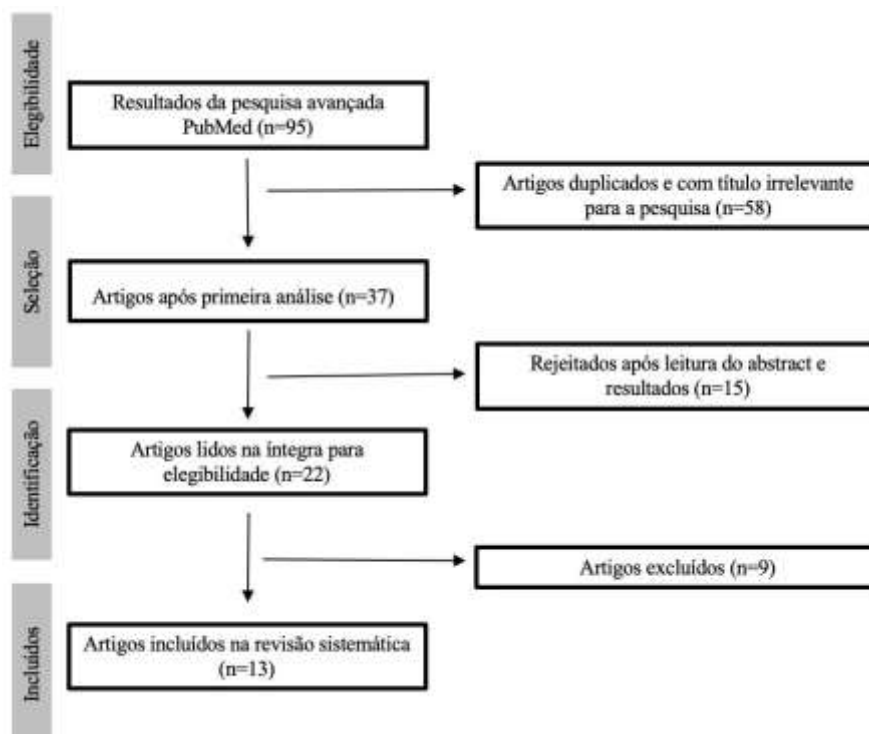 Elegibilidade
Resultados da pesquisa avançada
PubMed (n=95)
Artigos duplicados e com título irrelevante
para a pesquisa (n=58)
Seleção
Artigos após primeira análise (n=37)
Rejeitados após leitura do abstract e
resultados (n=15)
Identificação
Artigos lidos na íntegra para
elegibilidade (n=22)
Artigos excluídos (n=9)
Incluídos
Artigos incluídos na revisão sistemática
(n=13)